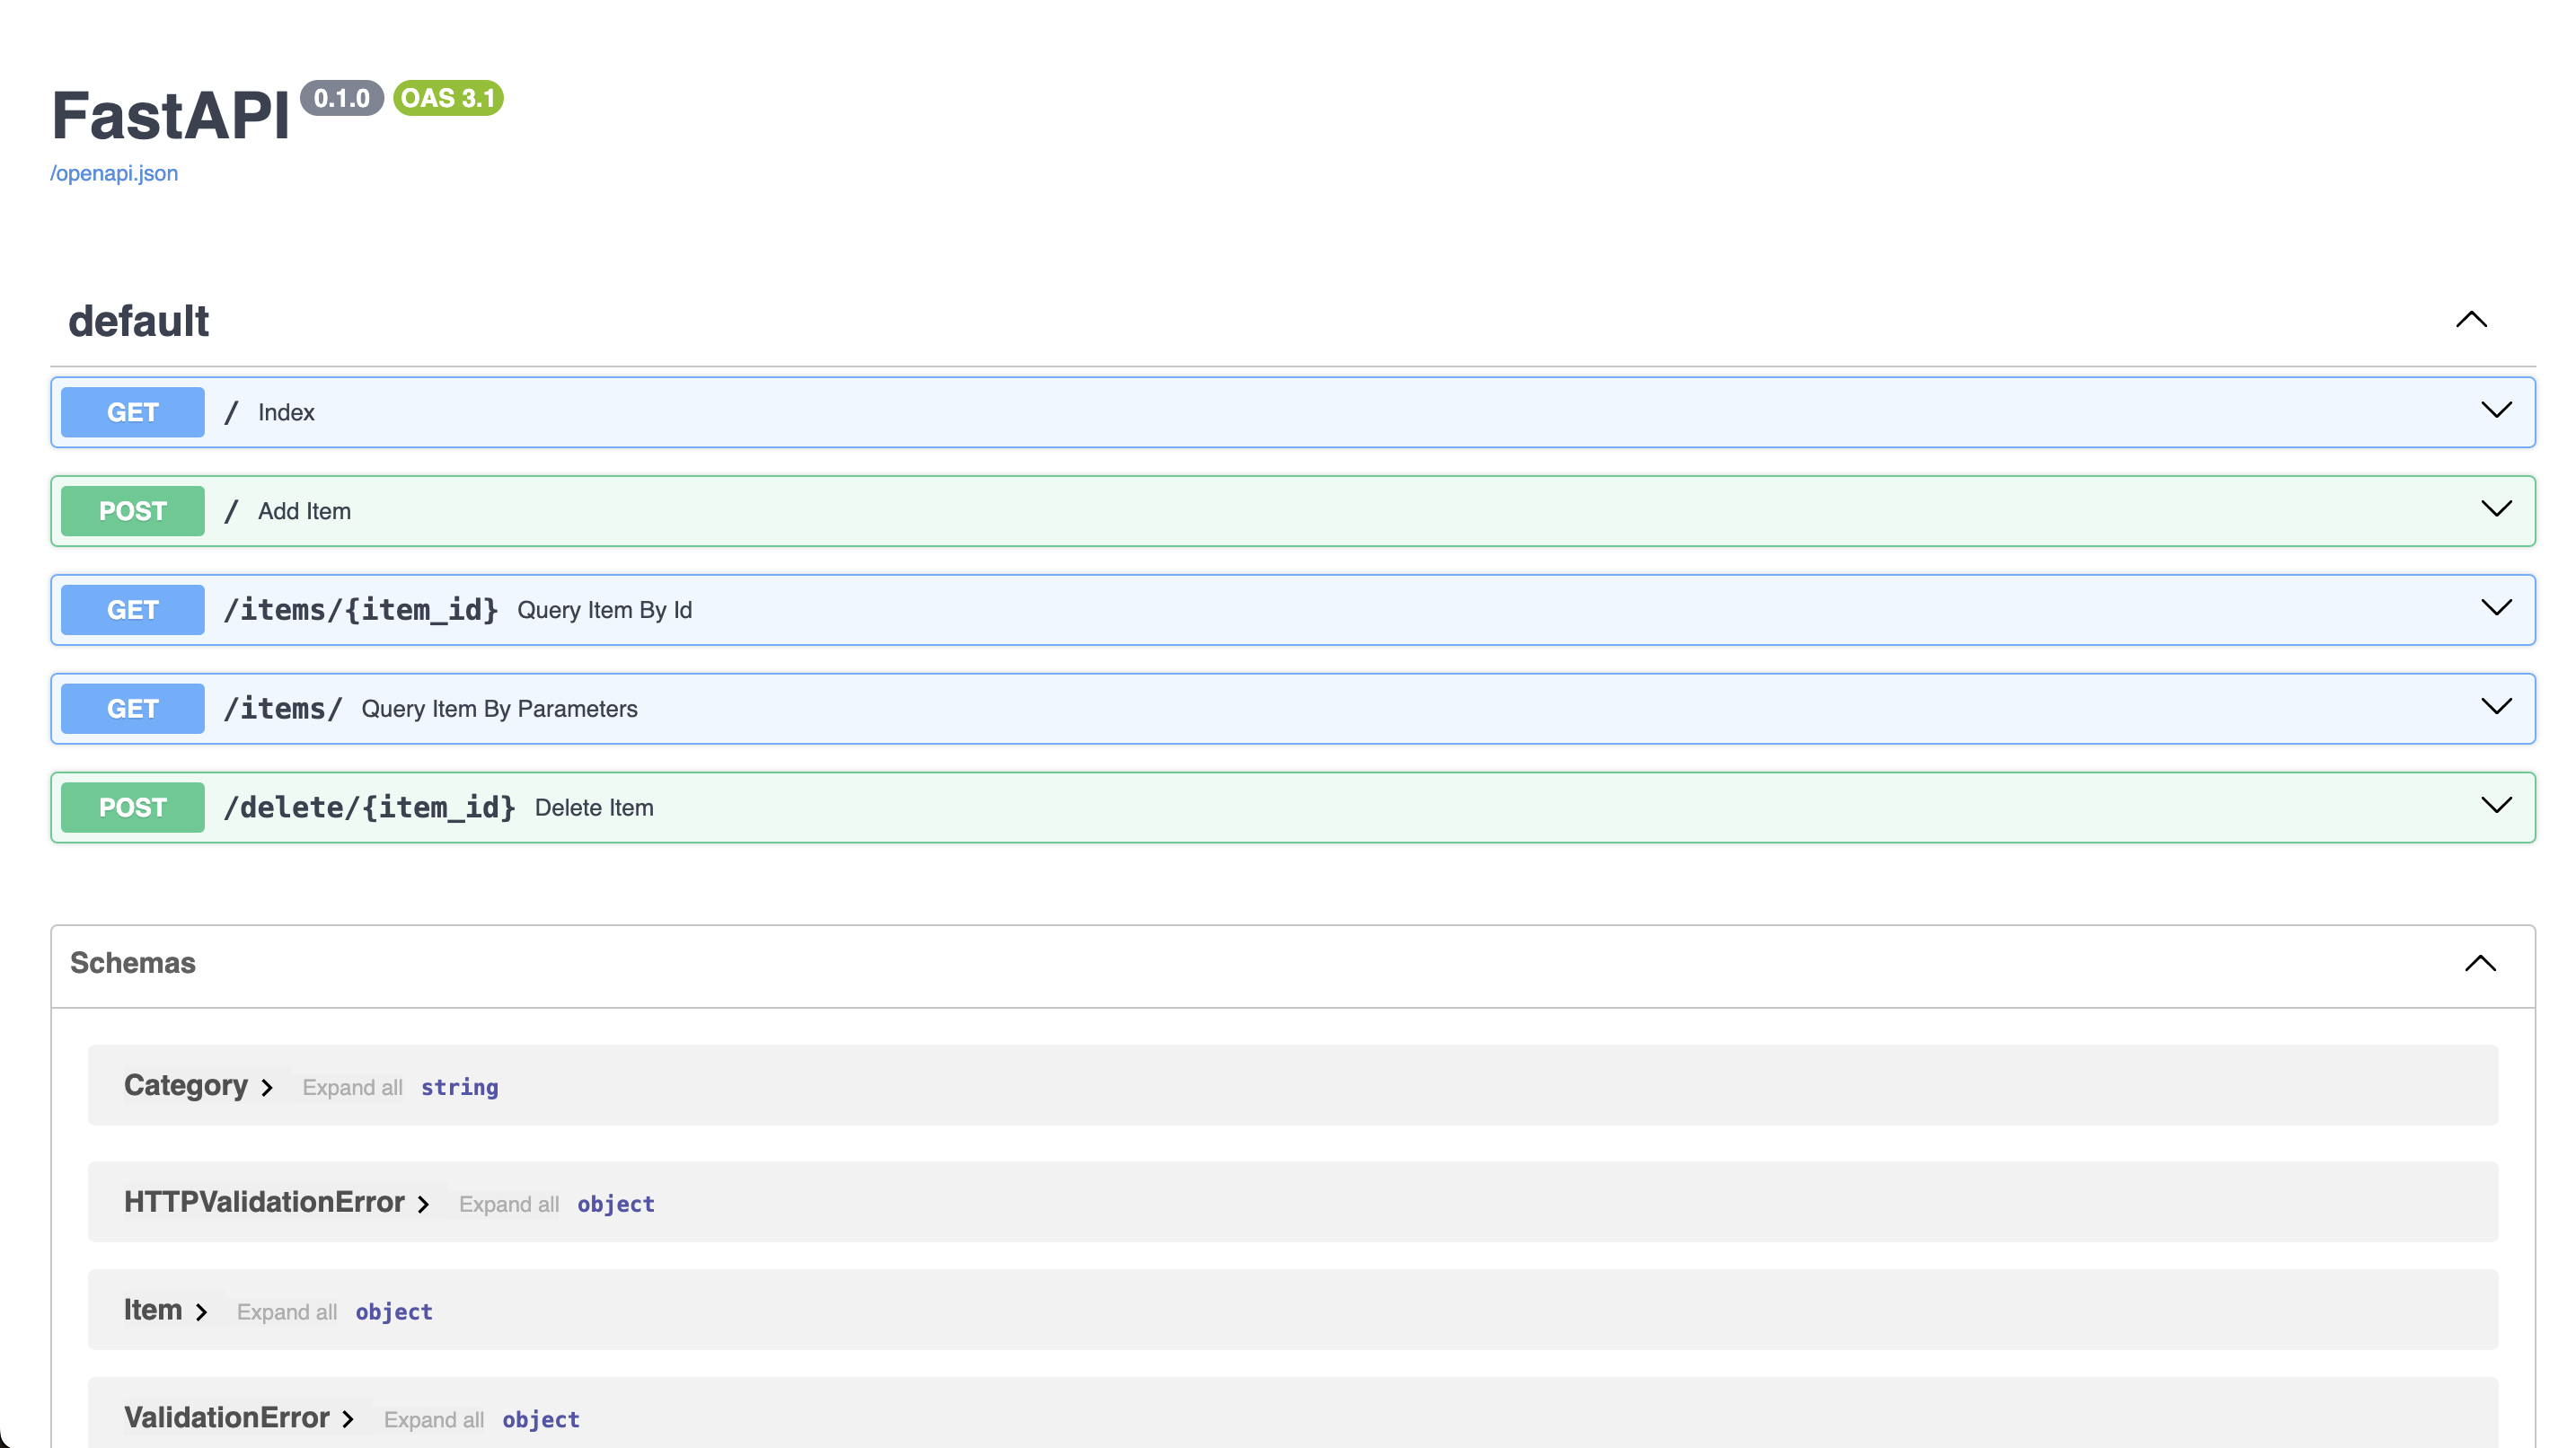 FastAPI 0.1.0 OAS 3.1
/openapi.json
default
GET / Index
POST / Add Item
GET /items/{item_id} Query Item By Id
GET /items/ Query Item By Parameters
POST /delete/{item_id} Delete Item
Schemas
Category Expand all string
HTTPValidationError Expand all object
Item Expand all object
ValidationError Expand all object